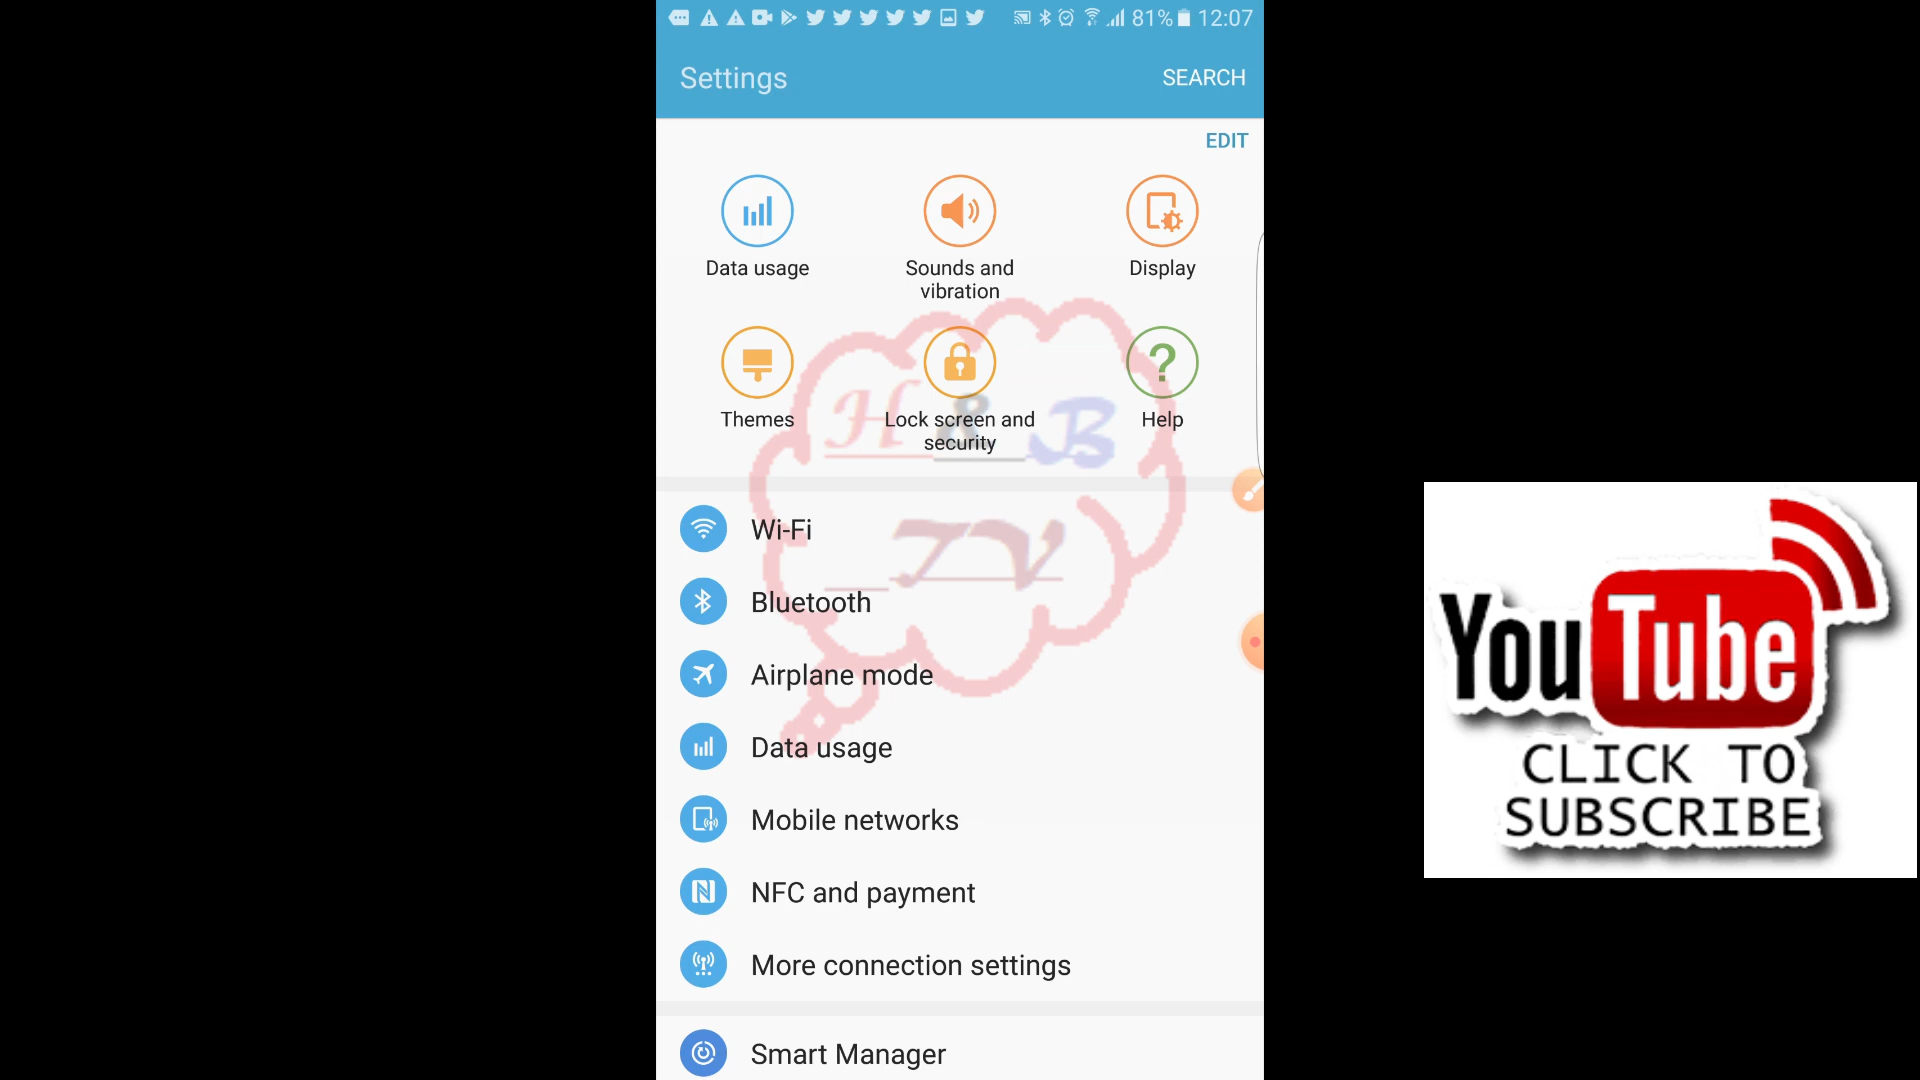 81% 12:07
Settings
SEARCH
EDIT
Data usage
Sounds and
vibration
Display
Themes
Lock screen and
security
Help
H & B
TV
Wi-Fi
Bluetooth
Airplane mode
Data usage
Mobile networks
NFC and payment
More connection settings
Smart Manager
YouTube
CLICK TO
SUBSCRIBE